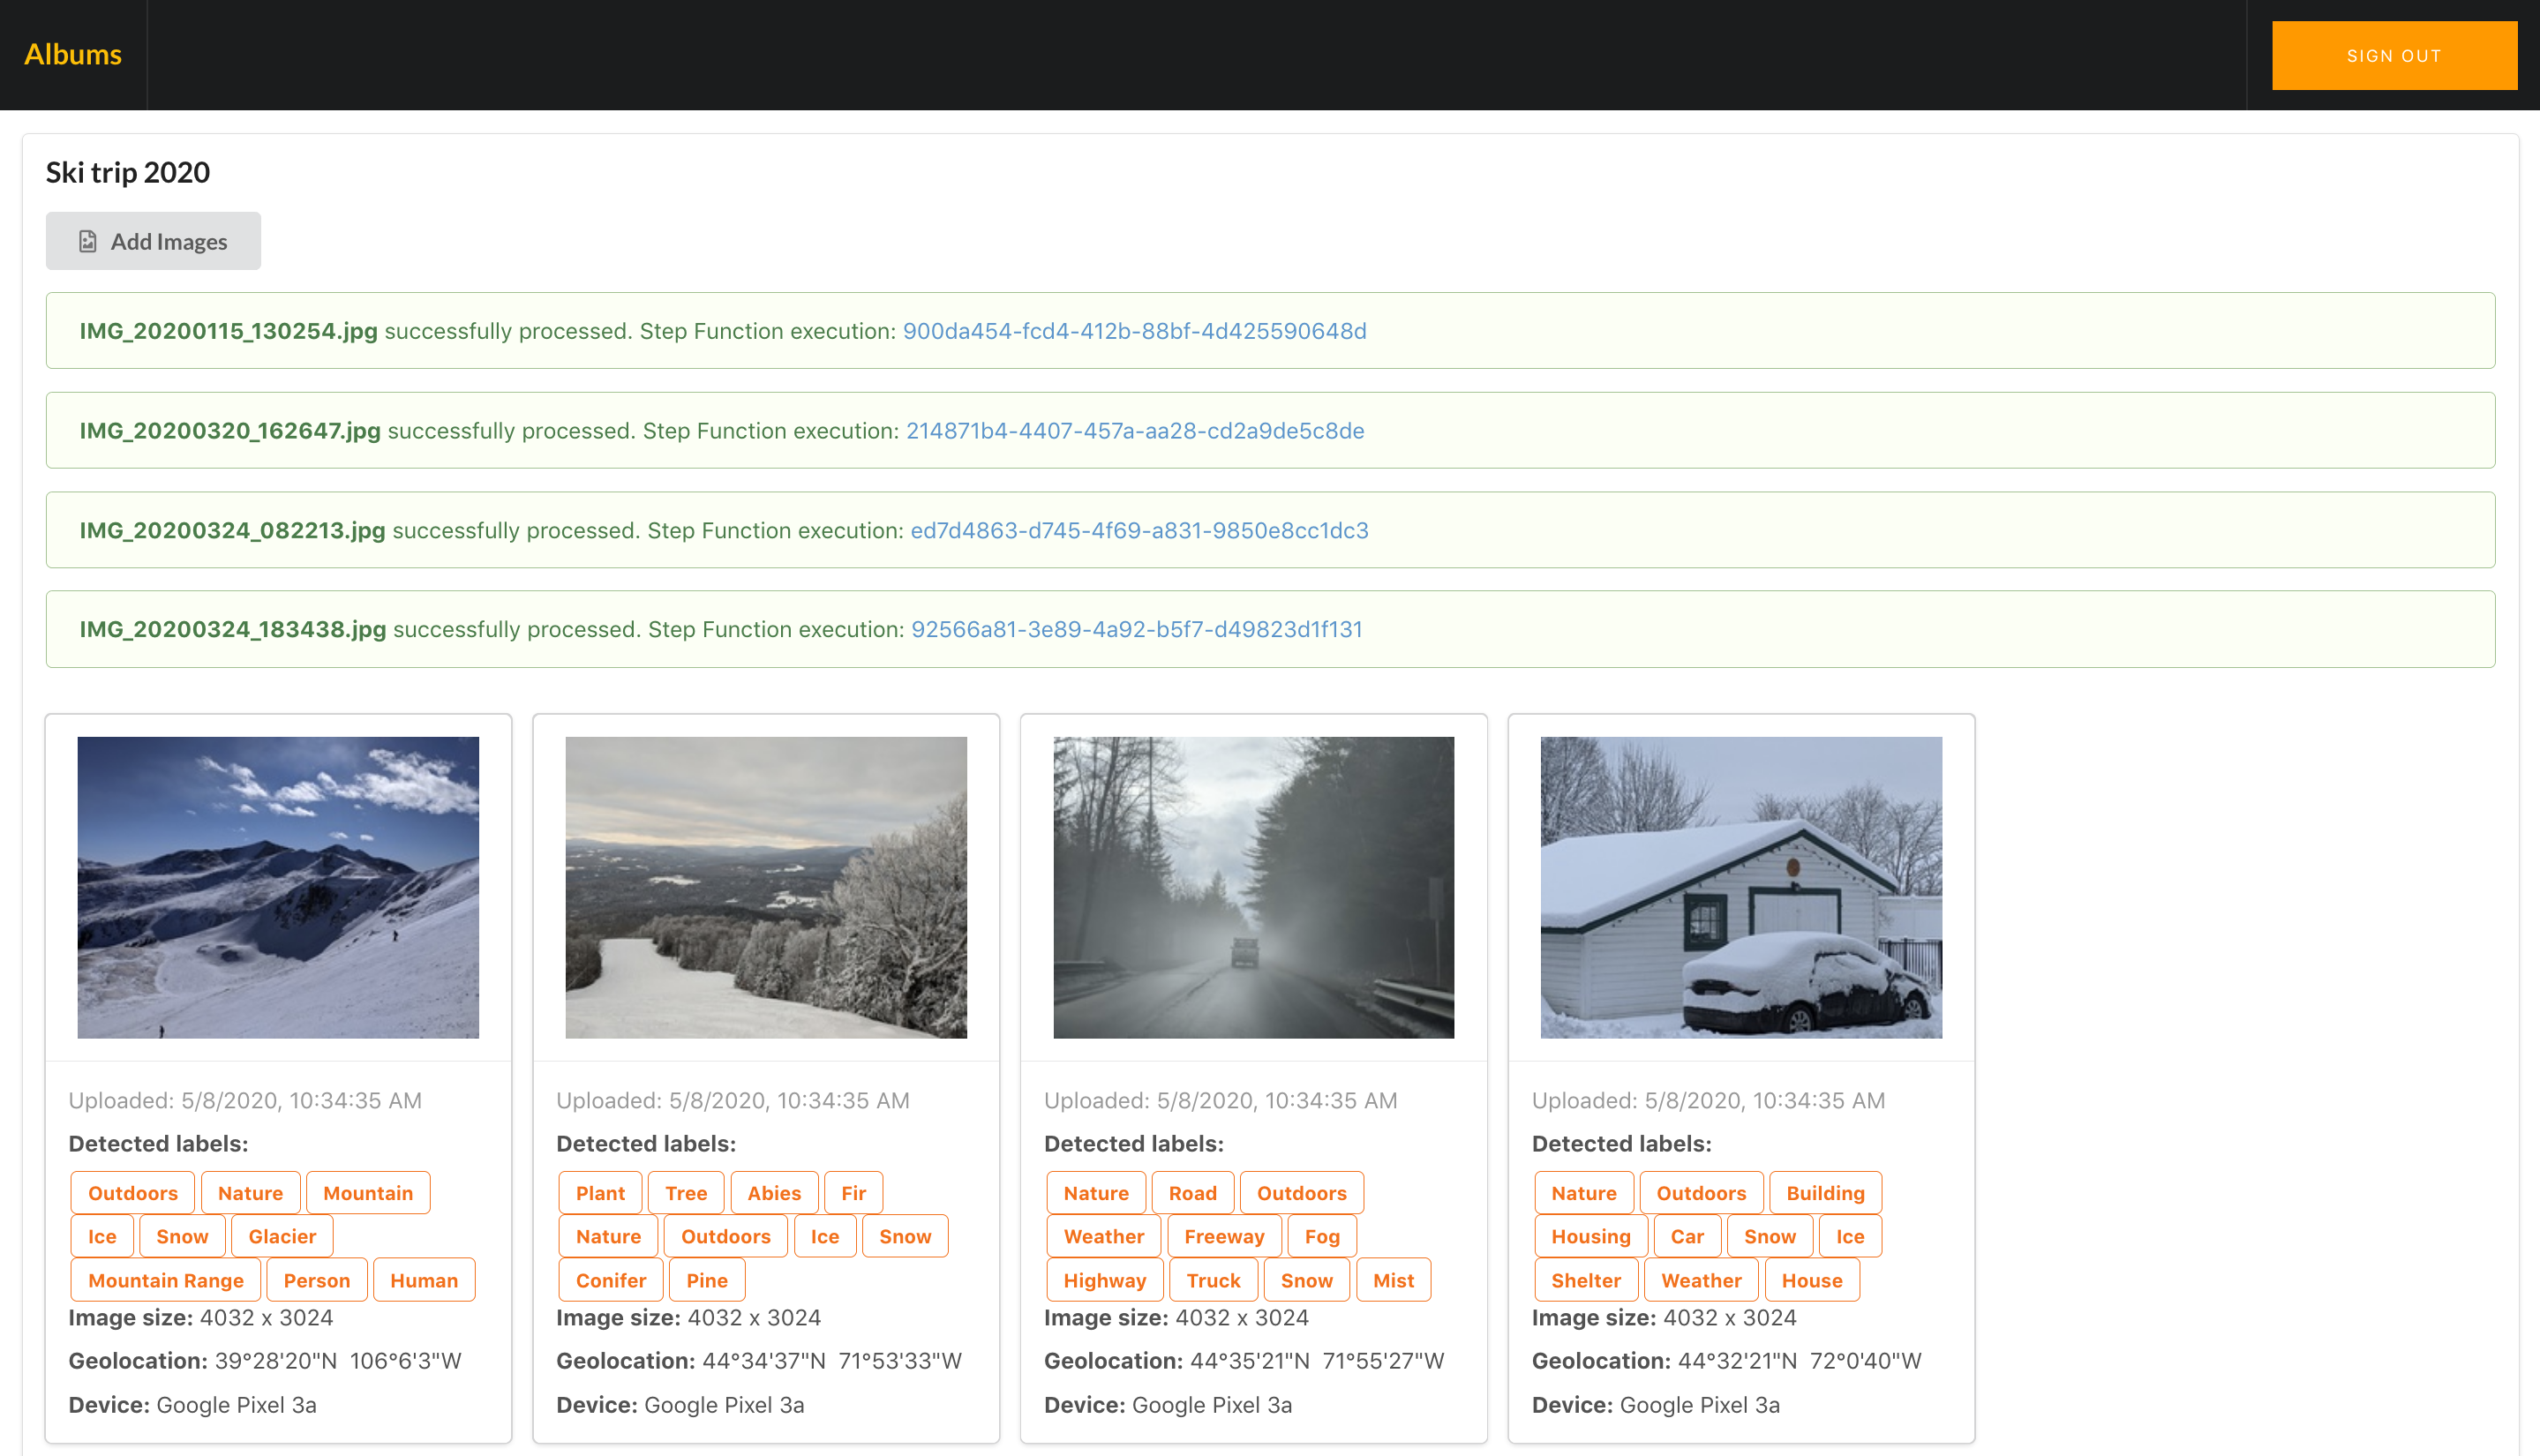 Albums
SIGN OUT
Ski trip 2020
Add Images
IMG_20200115_130254.jpg successfully processed. Step Function execution: 900da454-fcd4-412b-88bf-4d425590648d
IMG_20200320_162647.jpg successfully processed. Step Function execution: 214871b4-4407-457a-aa28-cd2a9de5c8de
IMG_20200324_082213.jpg successfully processed. Step Function execution: ed7d4863-d745-4f69-a831-9850e8cc1dc3
IMG_20200324_183438.jpg successfully processed. Step Function execution: 92566a81-3e89-4a92-b5f7-d49823d1f131
Uploaded: 5/8/2020, 10:34:35 AM
Detected labels:
Outdoors Nature Mountain
Ice Snow Glacier
Mountain Range Person Human
Image size: 4032 x 3024
Geolocation: 39°28'20"N 106°6'3"W
Device: Google Pixel 3a
Uploaded: 5/8/2020, 10:34:35 AM
Detected labels:
Plant Tree Abies Fir
Nature Outdoors Ice Snow
Conifer Pine
Image size: 4032 x 3024
Geolocation: 44°34'37"N 71°53'33"W
Device: Google Pixel 3a
Uploaded: 5/8/2020, 10:34:35 AM
Detected labels:
Nature Road Outdoors
Weather Freeway Fog
Highway Truck Snow Mist
Image size: 4032 x 3024
Geolocation: 44°35'21"N 71°55'27"W
Device: Google Pixel 3a
Uploaded: 5/8/2020, 10:34:35 AM
Detected labels:
Nature Outdoors Building
Housing Car Snow Ice
Shelter Weather House
Image size: 4032 x 3024
Geolocation: 44°32'21"N 72°0'40"W
Device: Google Pixel 3a